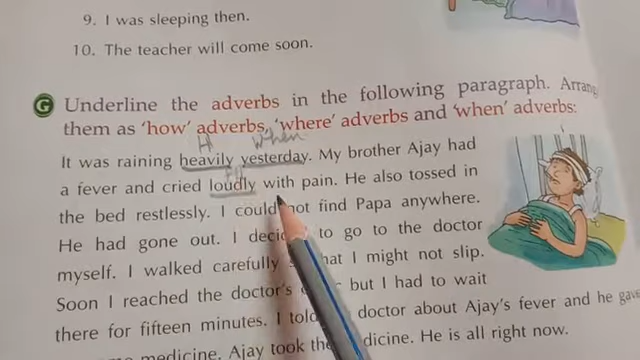 9. I was sleeping then.
10. The teacher will come soon.
G Underline the adverbs in the following paragraph. Arrang
them as 'how' adverbs, 'where' adverbs and 'when' adverbs:
H when
It was raining heavily yesterday. My brother Ajay had
a fever and cried loudly with pain. He also tossed in
the bed restlessly. I could not find Papa anywhere.
He had gone out. I deci to go to the doctor
myself. I walked carefully s hat I might not slip.
Soon I reached the doctor's but I had to wait
there for fifteen minutes. I tol doctor about Ajay's fever and he gave
medicine. Ajay took the dicine. He is all right now.